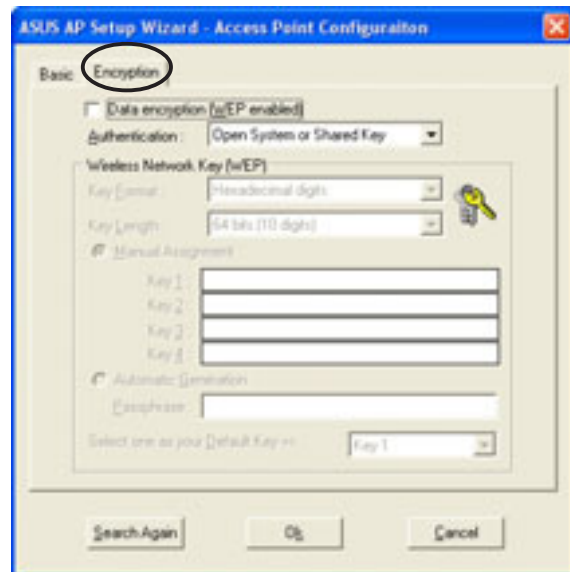 ASUS AP Setup Wizard - Access Point Configuraiton
Basic Encryption
Data encryption (WEP enabled)
Authentication : Open System or Shared Key
Wireless Network Key (WEP)
Key Format : Hexadecimal digits
Key Length : 64 bits (10 digits)
Manual Assignment
Key 1 :
Key 2 :
Key 3 :
Key 4 :
Automatic Generation
Passphrase :
Select one as your Default Key => Key 1
Search Again Ok Cancel